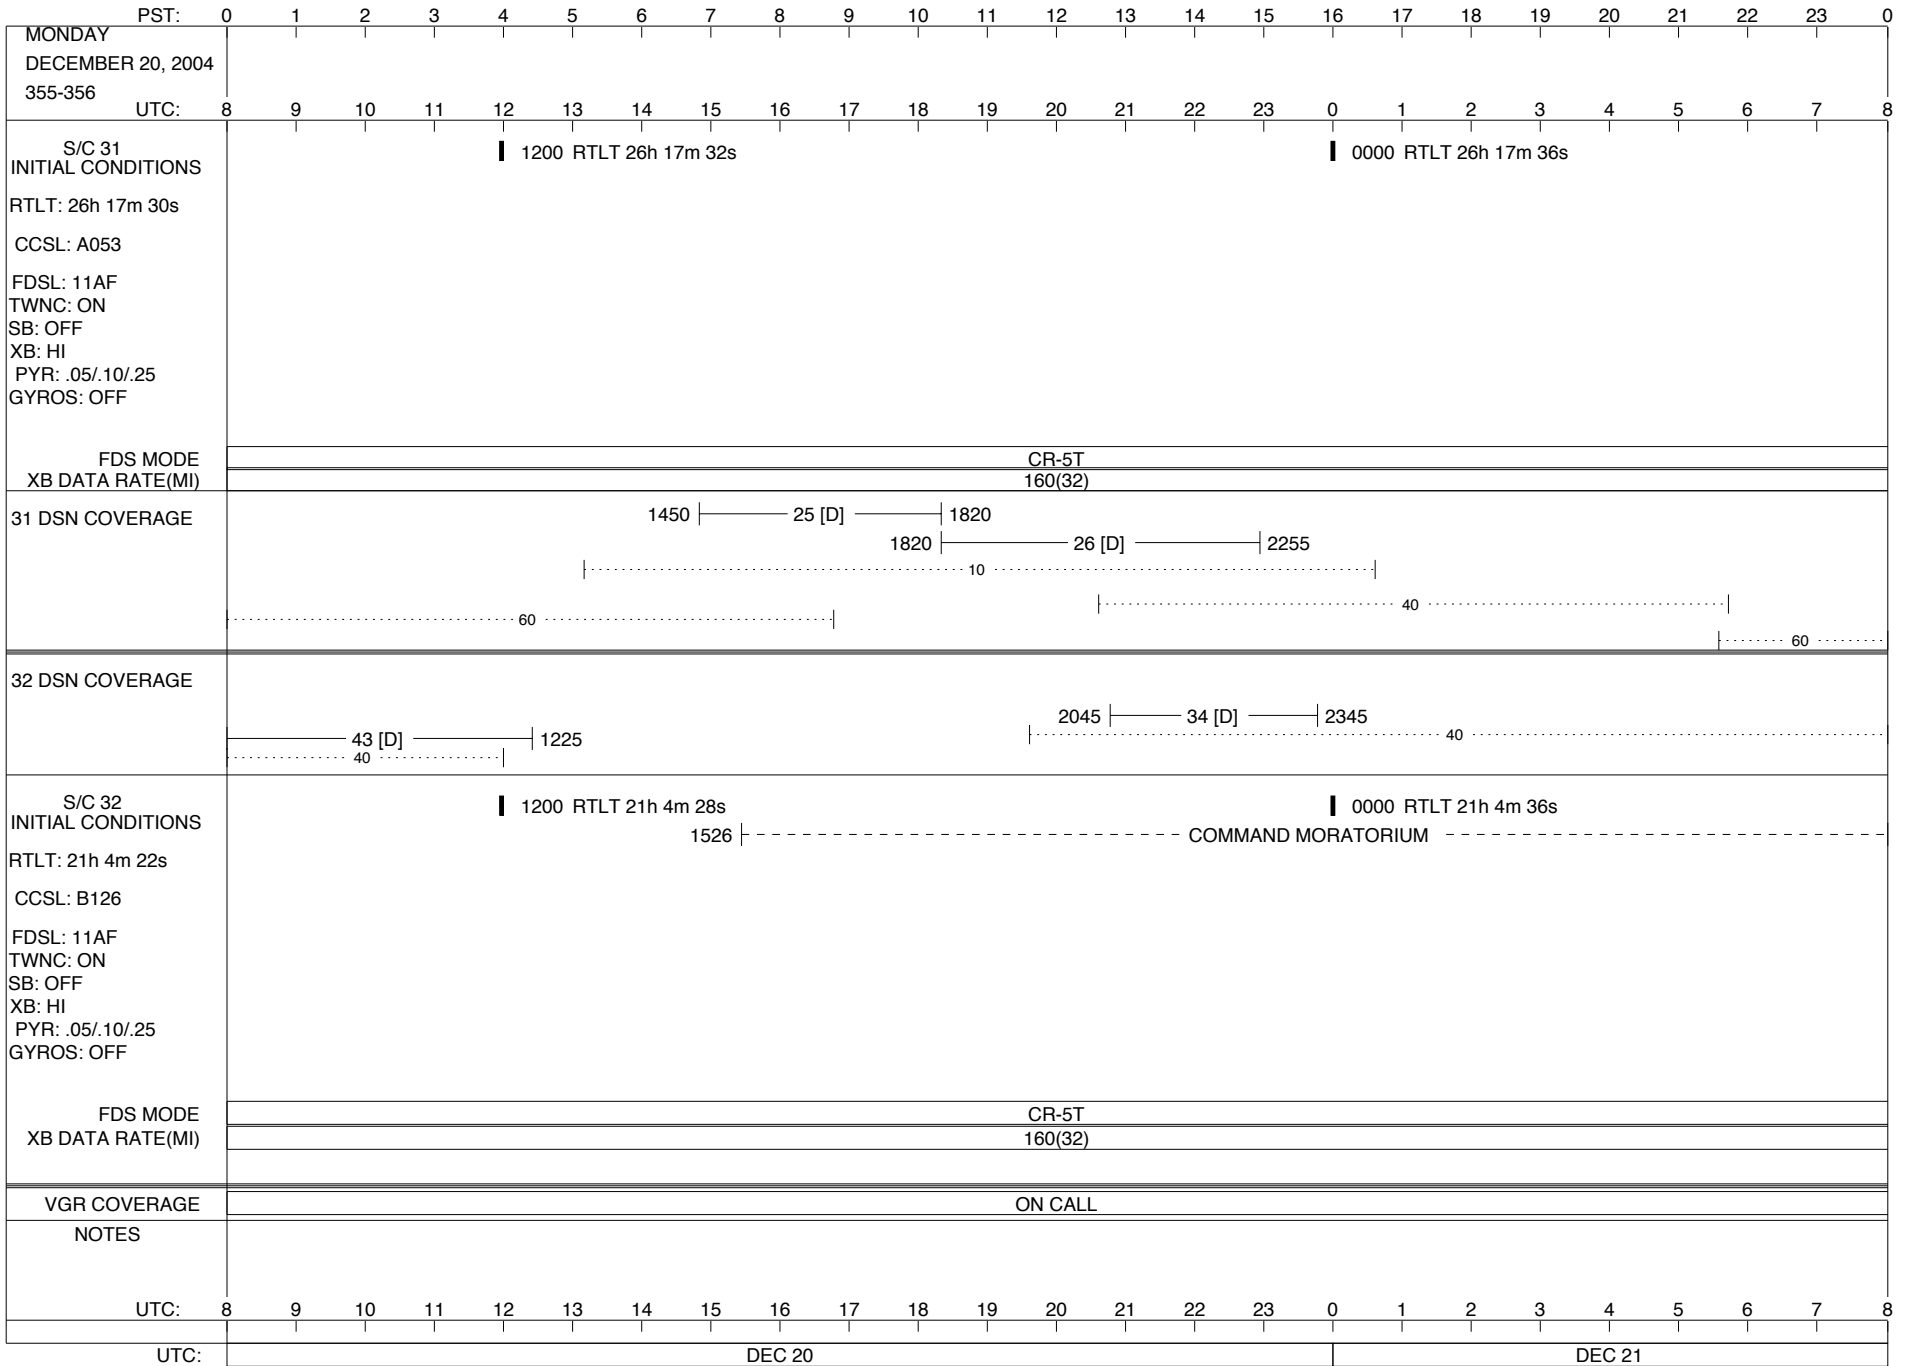 PST: 0 1 2 3 4 5 6 7 8 9 10 11 12 13 14 15 16 17 18 19 20 21 22 23 0
MONDAY
DECEMBER 20, 2004
355-356
UTC: 8 9 10 11 12 13 14 15 16 17 18 19 20 21 22 23 0 1 2 3 4 5 6 7 8
S/C 31
INITIAL CONDITIONS
1200 RTLT 26h 17m 32s
0000 RTLT 26h 17m 36s
RTLT: 26h 17m 30s
CCSL: A053
FDSL: 11AF
TWNC: ON
SB: OFF
XB: HI
PYR: .05/.10/.25
GYROS: OFF
FDS MODE CR-5T
XB DATA RATE(MI) 160(32)
31 DSN COVERAGE
1450 25 [D] 1820
1820 26 [D] 2255
10
40
60
60
32 DSN COVERAGE
2045 34 [D] 2345
40
43 [D] 1225
40
S/C 32
INITIAL CONDITIONS
1200 RTLT 21h 4m 28s
0000 RTLT 21h 4m 36s
1526 COMMAND MORATORIUM
RTLT: 21h 4m 22s
CCSL: B126
FDSL: 11AF
TWNC: ON
SB: OFF
XB: HI
PYR: .05/.10/.25
GYROS: OFF
FDS MODE CR-5T
XB DATA RATE(MI) 160(32)
VGR COVERAGE ON CALL
NOTES
UTC: 8 9 10 11 12 13 14 15 16 17 18 19 20 21 22 23 0 1 2 3 4 5 6 7 8
UTC: DEC 20 DEC 21